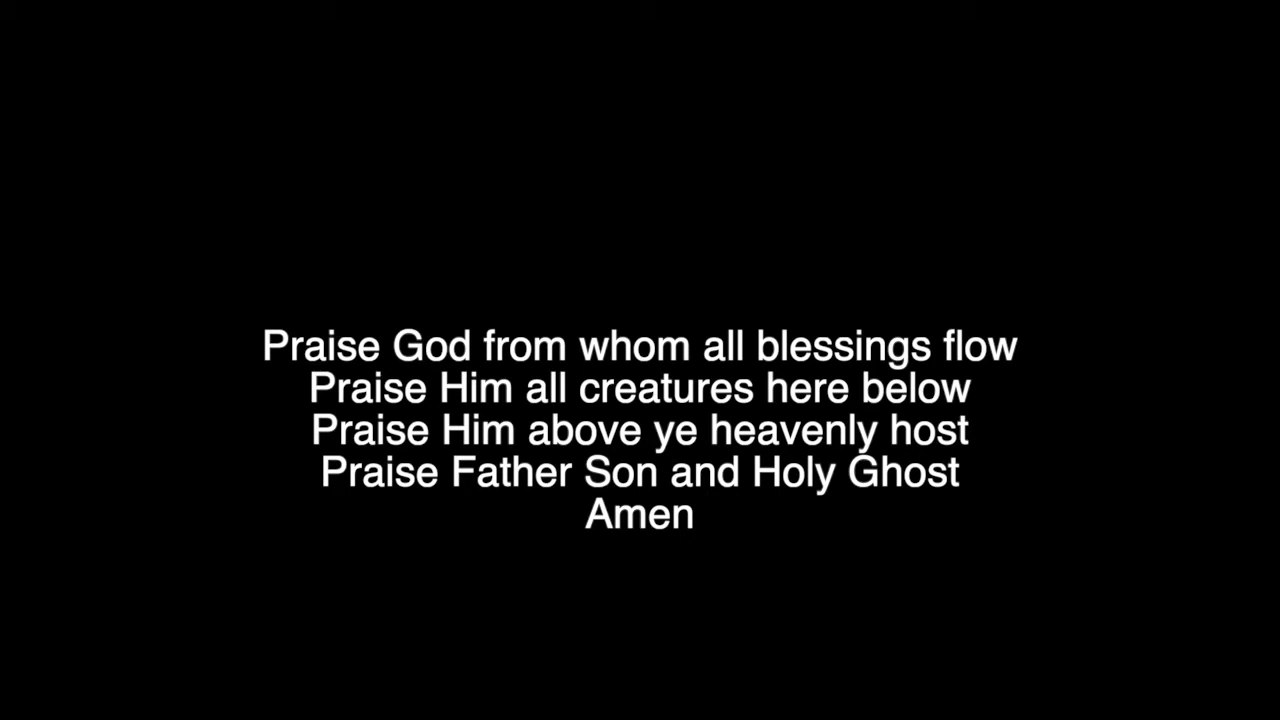 Praise God from whom all blessings flow
Praise Him all creatures here below
Praise Him above ye heavenly host
Praise Father Son and Holy Ghost
Amen